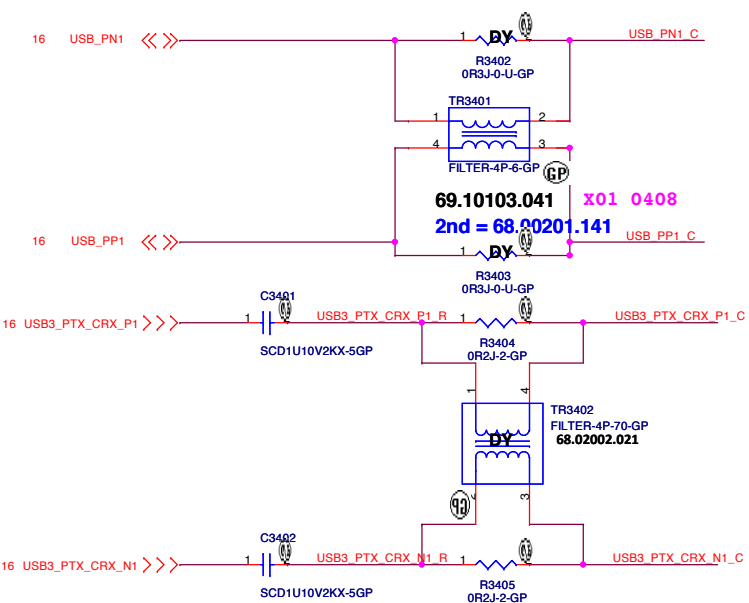 16 USB_PN1
1 DY
USB_PN1_C
R3402
0R3J-0-U-GP
TR3401
1 2
4 3
FILTER-4P-6-GP
GP
69.10103.041 X01 0408
2nd = 68.00201.141
16 USB_PP1
USB_PP1_C
1 DY
R3403
0R3J-0-U-GP
C3401
16 USB3_PTX_CRX_P1
1
USB3_PTX_CRX_P1_R
1
USB3_PTX_CRX_P1_C
SCD1U10V2KX-5GP
R3404
0R2J-2-GP
1 4
TR3402
FILTER-4P-70-GP
68.02002.021
DY
GP
3
C3402
16 USB3_PTX_CRX_N1
1
USB3_PTX_CRX_N1_R
1
USB3_PTX_CRX_N1_C
SCD1U10V2KX-5GP
R3405
0R2J-2-GP